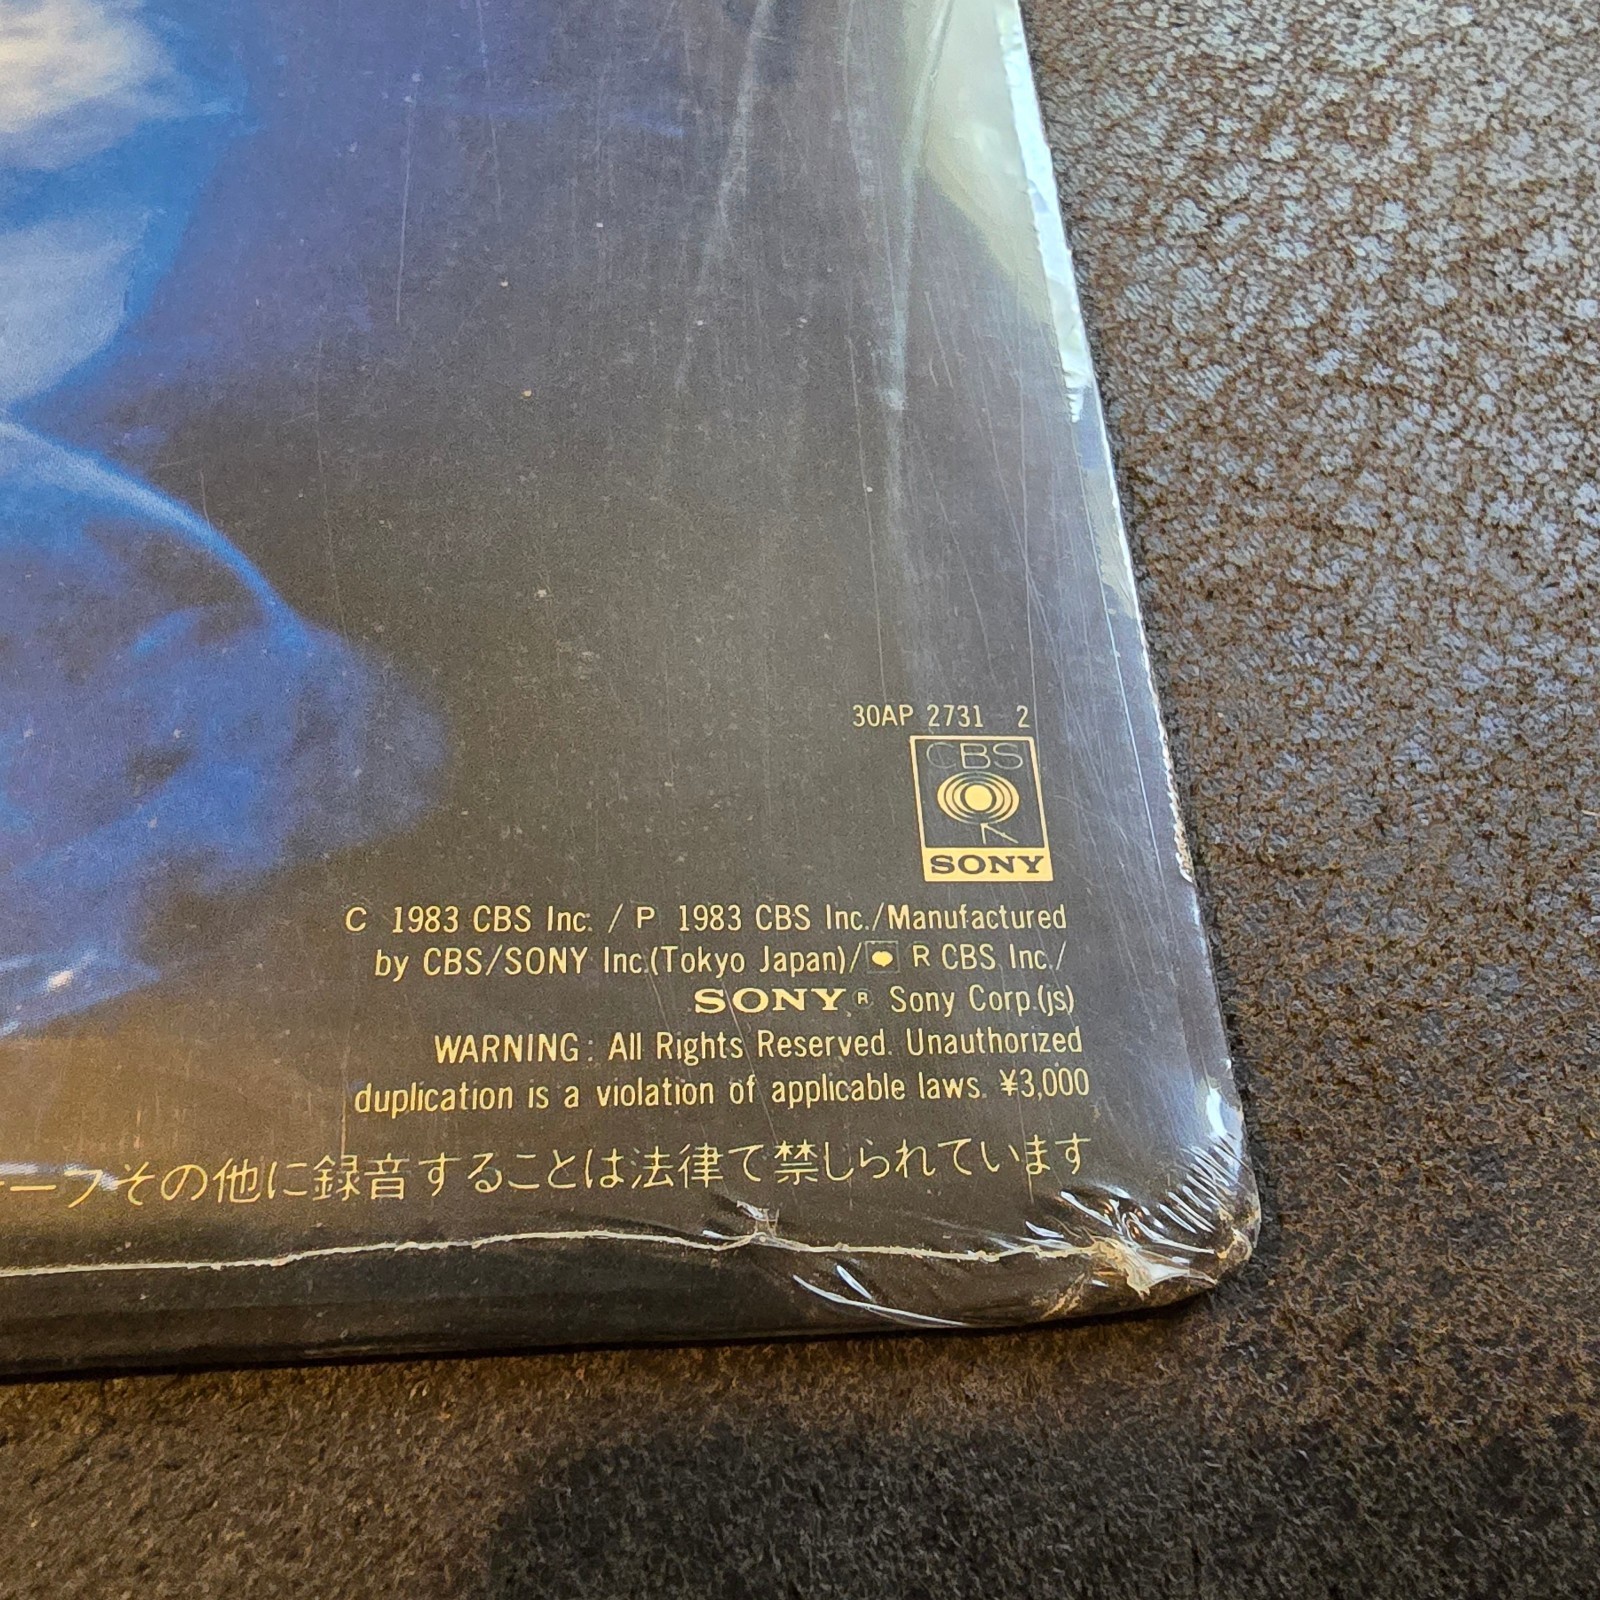 30AP 2731-2
CBS
SONY
C 1983 CBS Inc. / P 1983 CBS Inc./Manufactured
by CBS/SONY Inc.(Tokyo Japan)/ R CBS Inc./
SONY® Sony Corp.(js)
WARNING: All Rights Reserved. Unauthorized
duplication is a violation of applicable laws. ¥3,000
ープその他に録音することは法律で禁じられています